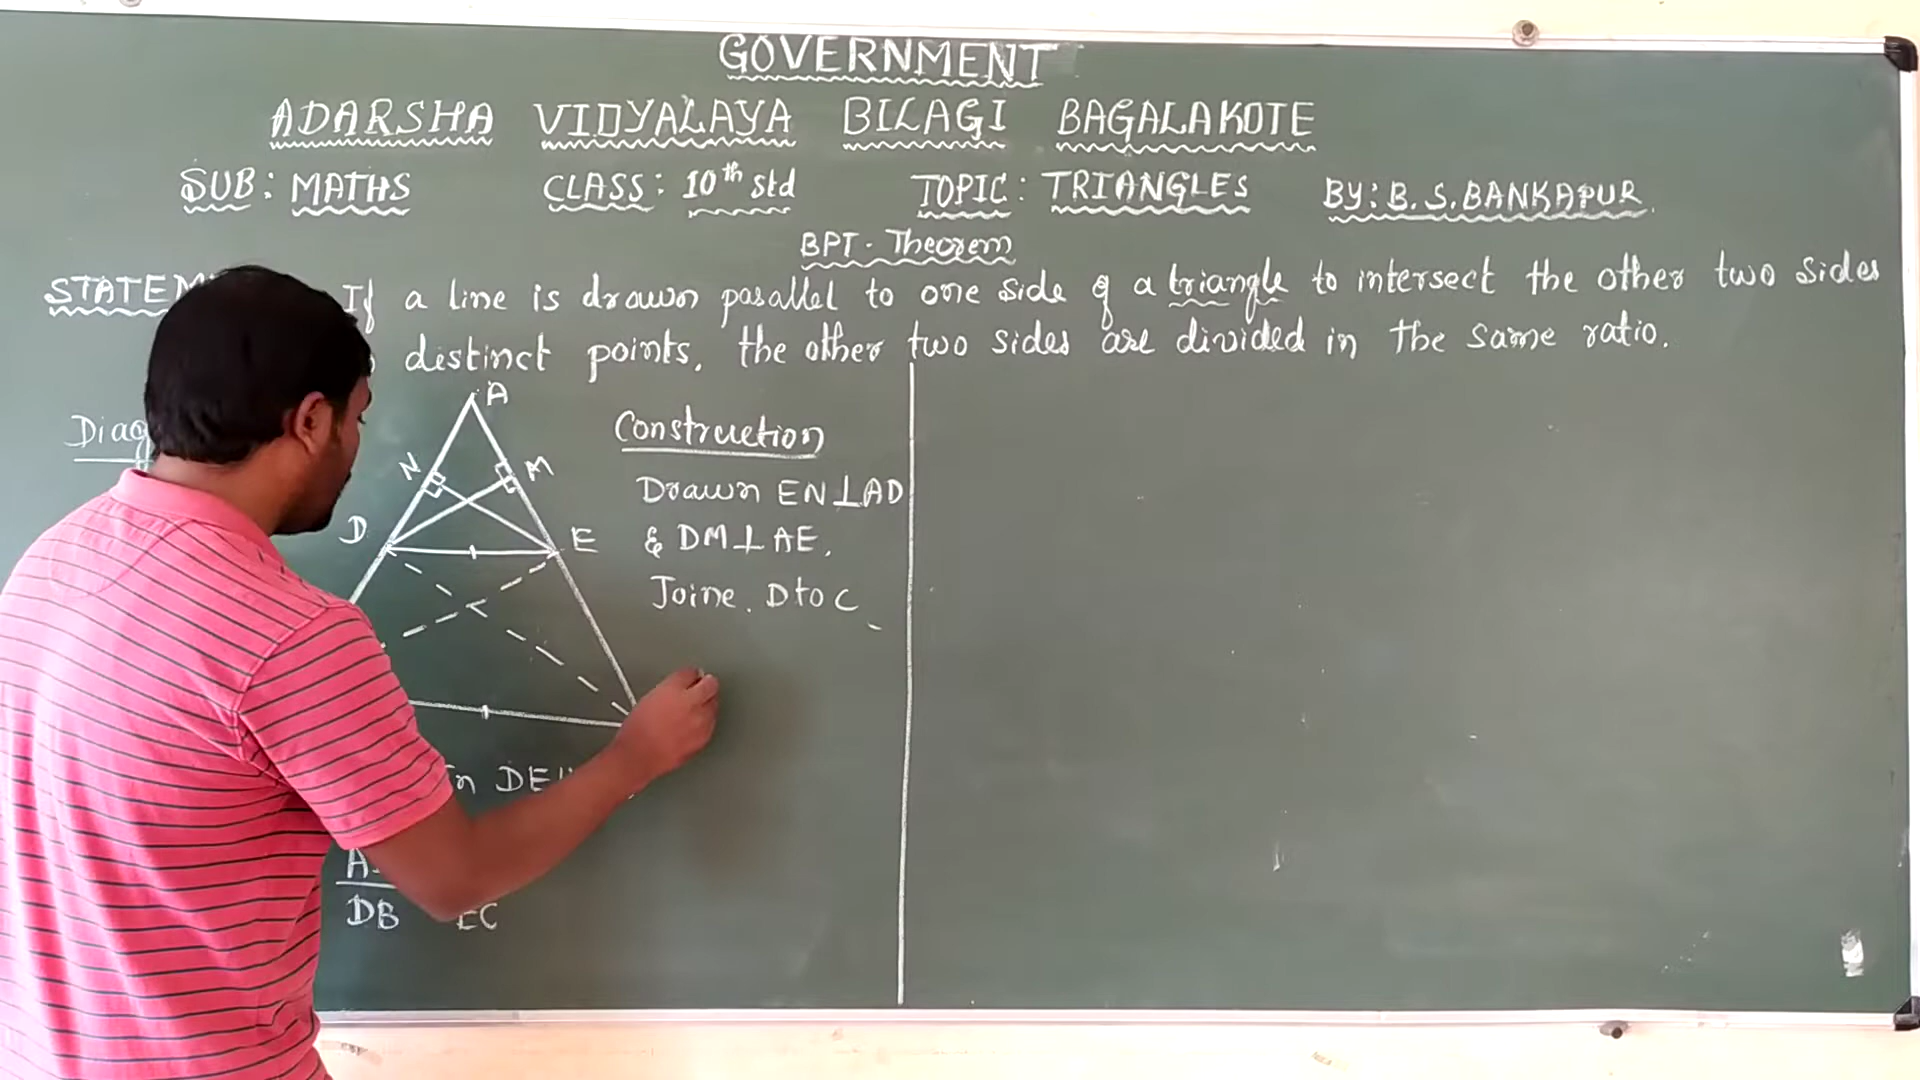 GOVERNMENT
ADARSHA VIDYALAYA BILAGI BAGALAKOTE
SUB: MATHS CLASS: 10th std TOPIC: TRIANGLES BY: B. S. BANKAPUR.
BPT - Theorem
If a line is drawn parallel to one side of a triangle to intersect the other two sides
distinct points, the other two sides are divided in the same ratio.
A
Construction
N M
Drawn EN⊥AD
D E
& DM⊥AE.
Joine. D to C
DB EC